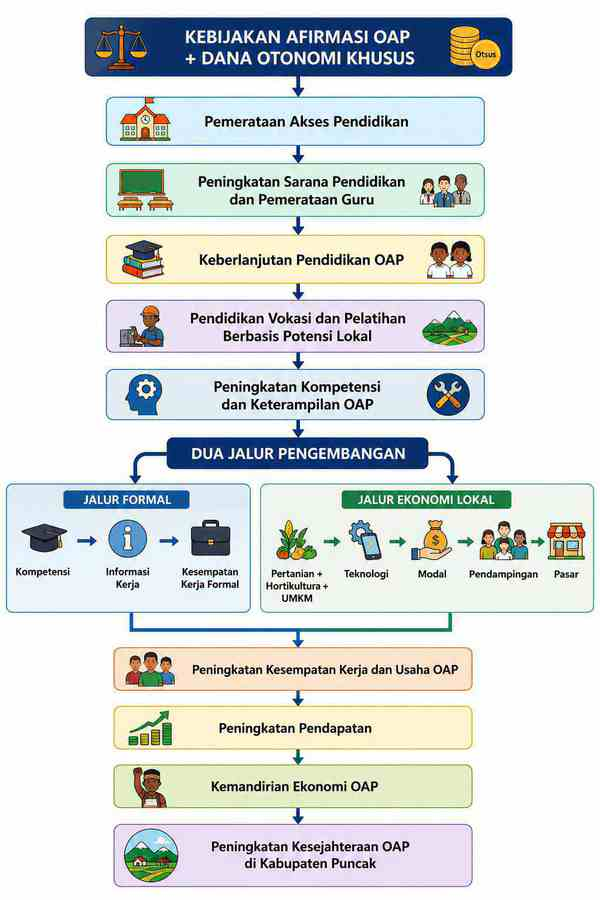 KEBIJAKAN AFIRMASI OAP
+ DANA OTONOMI KHUSUS
Otsus
Pemerataan Akses Pendidikan
Peningkatan Sarana Pendidikan
dan Pemerataan Guru
Keberlanjutan Pendidikan OAP
Pendidikan Vokasi dan Pelatihan
Berbasis Potensi Lokal
Peningkatan Kompetensi
dan Keterampilan OAP
DUA JALUR PENGEMBANGAN
JALUR FORMAL
Kompetensi
Informasi
Kerja
Kesempatan
Kerja Formal
JALUR EKONOMI LOKAL
Pertanian +
Hortikultura +
UMKM
Teknologi
$
Modal
Pendampingan
Pasar
Peningkatan Kesempatan Kerja dan Usaha OAP
Peningkatan Pendapatan
Kemandirian Ekonomi OAP
Peningkatan Kesejahteraan OAP
di Kabupaten Puncak